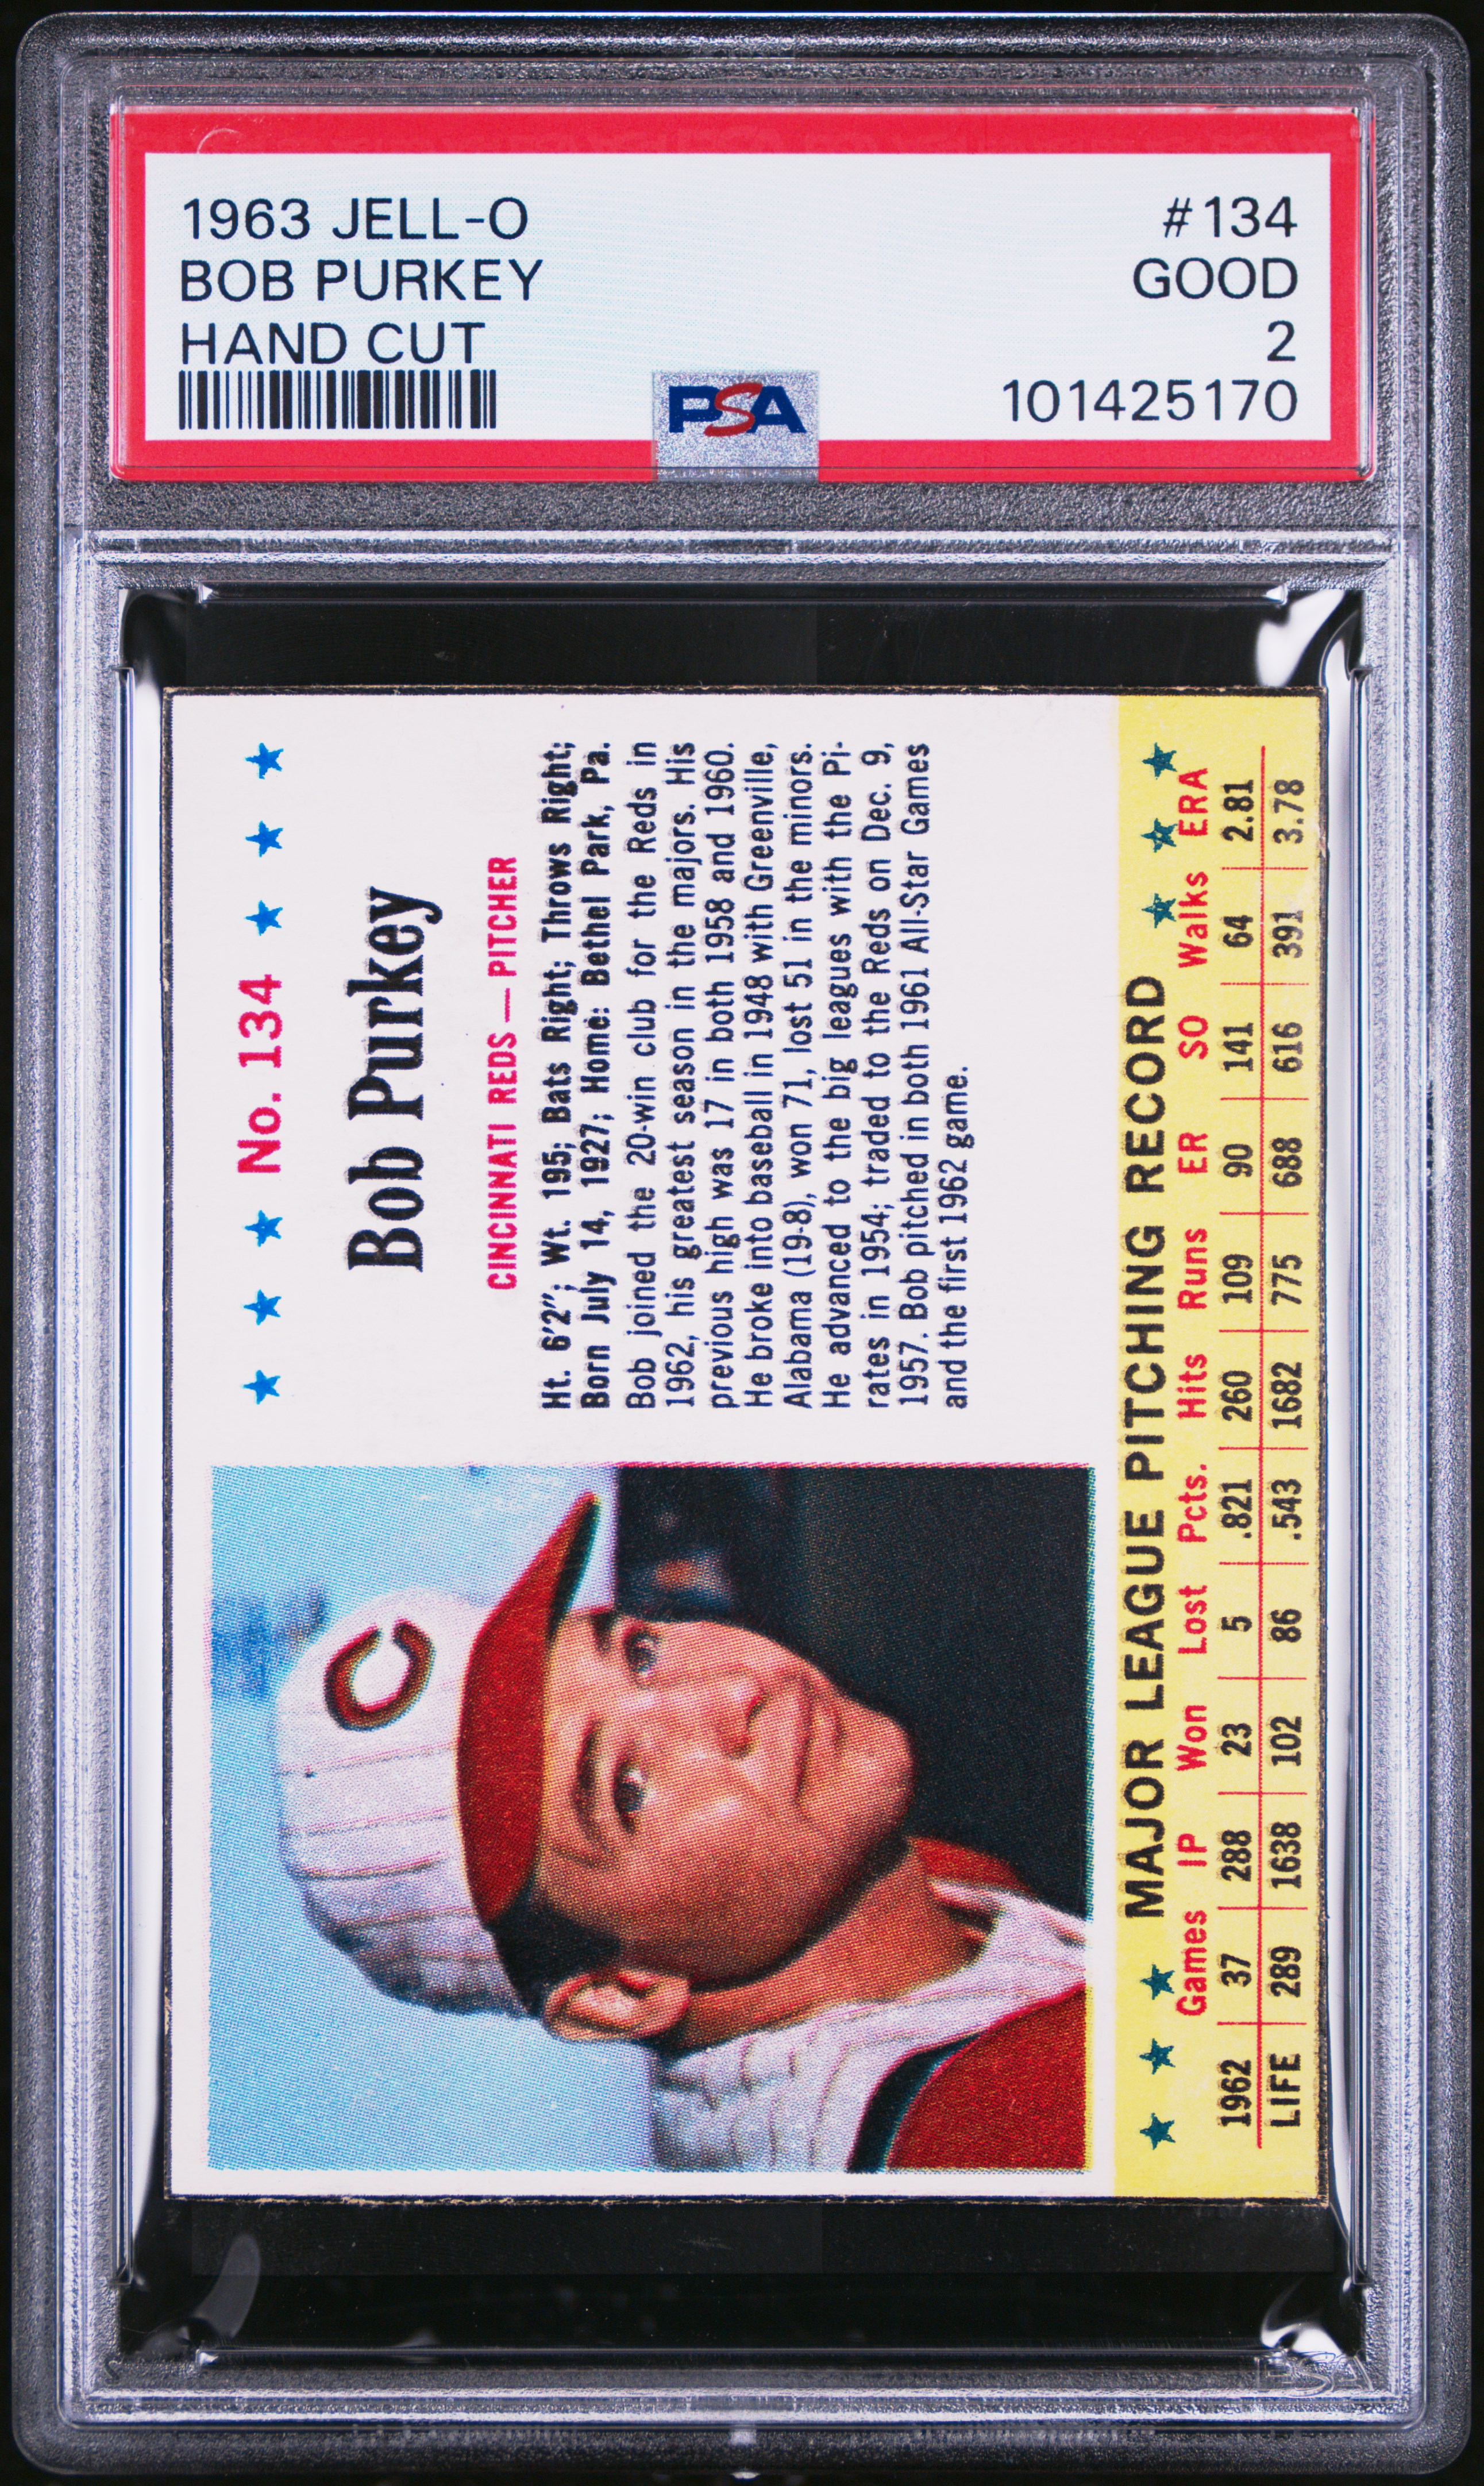 1963 JELL-O #134
BOB PURKEY GOOD
HAND CUT 2
PSA 101425170
★ ★ ★ No. 134 ★ ★ ★
Bob Purkey
CINCINNATI REDS — PITCHER
Ht. 6'2"; Wt. 195; Bats Right; Throws Right;
Born July 14, 1927; Home: Bethel Park, Pa.
Bob joined the 20-win club for the Reds in
1962, his greatest season in the majors. His
previous high was 17 in both 1958 and 1960.
He broke into baseball in 1948 with Greenville,
Alabama (19-8), won 71, lost 51 in the minors.
He advanced to the big leagues with the Pi-
rates in 1954; traded to the Reds on Dec. 9,
1957. Bob pitched in both 1961 All-Star Games
and the first 1962 game.
C
★ ★ ★ MAJOR LEAGUE PITCHING RECORD ★ ★ ★
Games IP Won Lost Pcts. Hits Runs ER SO Walks ERA
1962 37 288 23 5 .821 260 109 90 141 64 2.81
LIFE 289 1638 102 86 .543 1682 775 688 616 391 3.78
PSA